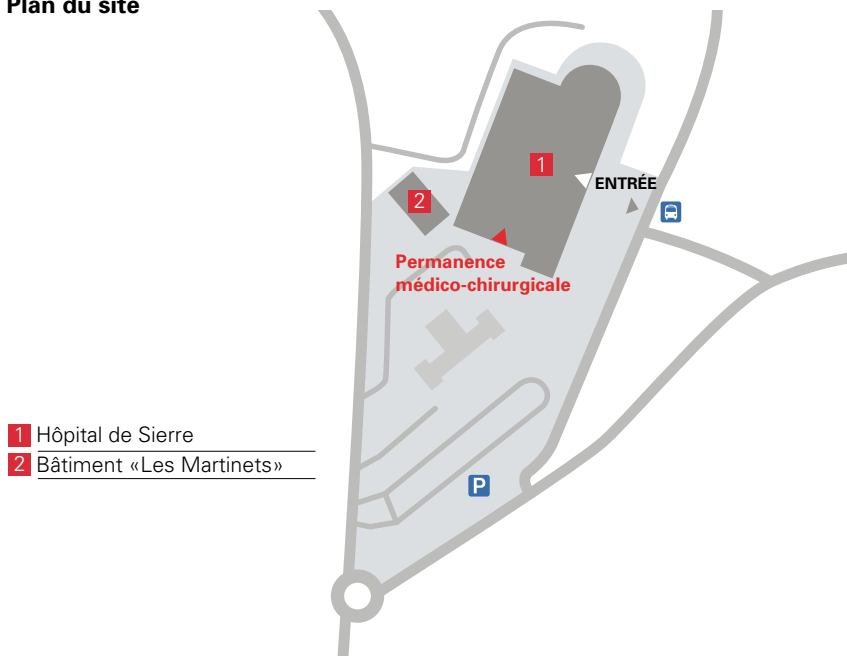 Plan du site
1
ENTRÉE
2
Permanence
médico-chirurgicale
1 Hôpital de Sierre
2 Bâtiment «Les Martinets»
P